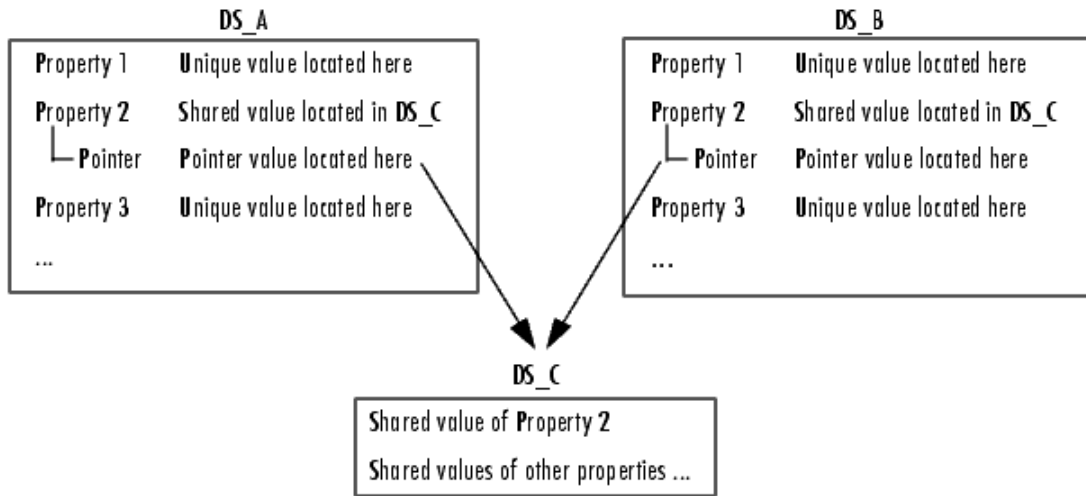 DS_A
Property 1 Unique value located here
Property 2 Shared value located in DS_C
Pointer Pointer value located here
Property 3 Unique value located here
...
DS_B
Property 1 Unique value located here
Property 2 Shared value located in DS_C
Pointer Pointer value located here
Property 3 Unique value located here
...
DS_C
Shared value of Property 2
Shared values of other properties ...